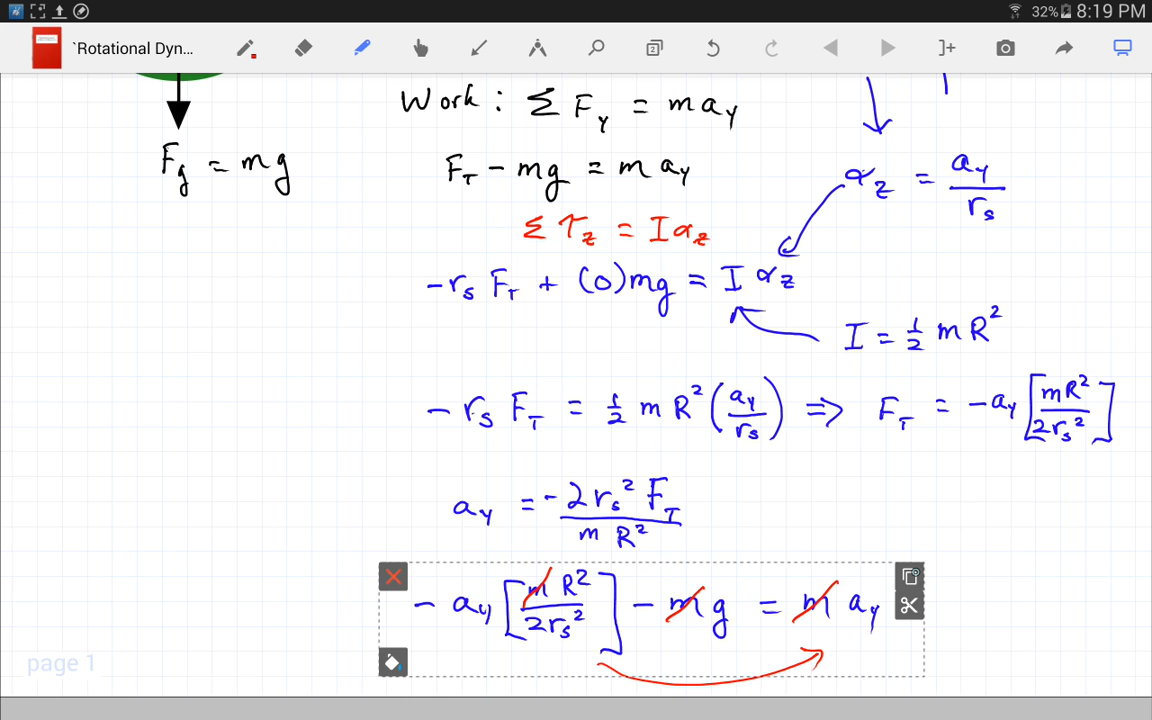 32% 8:19 PM
`Rotational Dyn...
Work : Σ F_y = m a_y
F_g = mg
F_T − mg = m a_y
α_z = a_y / r_s
Σ τ_z = I α_z
−r_s F_T + (0)mg = I α_z
I = 1/2 m R²
− r_s F_T = 1/2 m R² (a_y / r_s) ⇒ F_T = −a_y [mR² / 2r_s²]
a_y = −2 r_s² F_T / m R²
− a_y [m R² / 2r_s²] − m g = m a_y
page 1